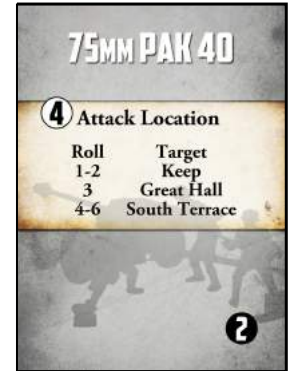 75MM PAK 40
4 Attack Location
Roll Target
1-2 Keep
3 Great Hall
4-6 South Terrace
2